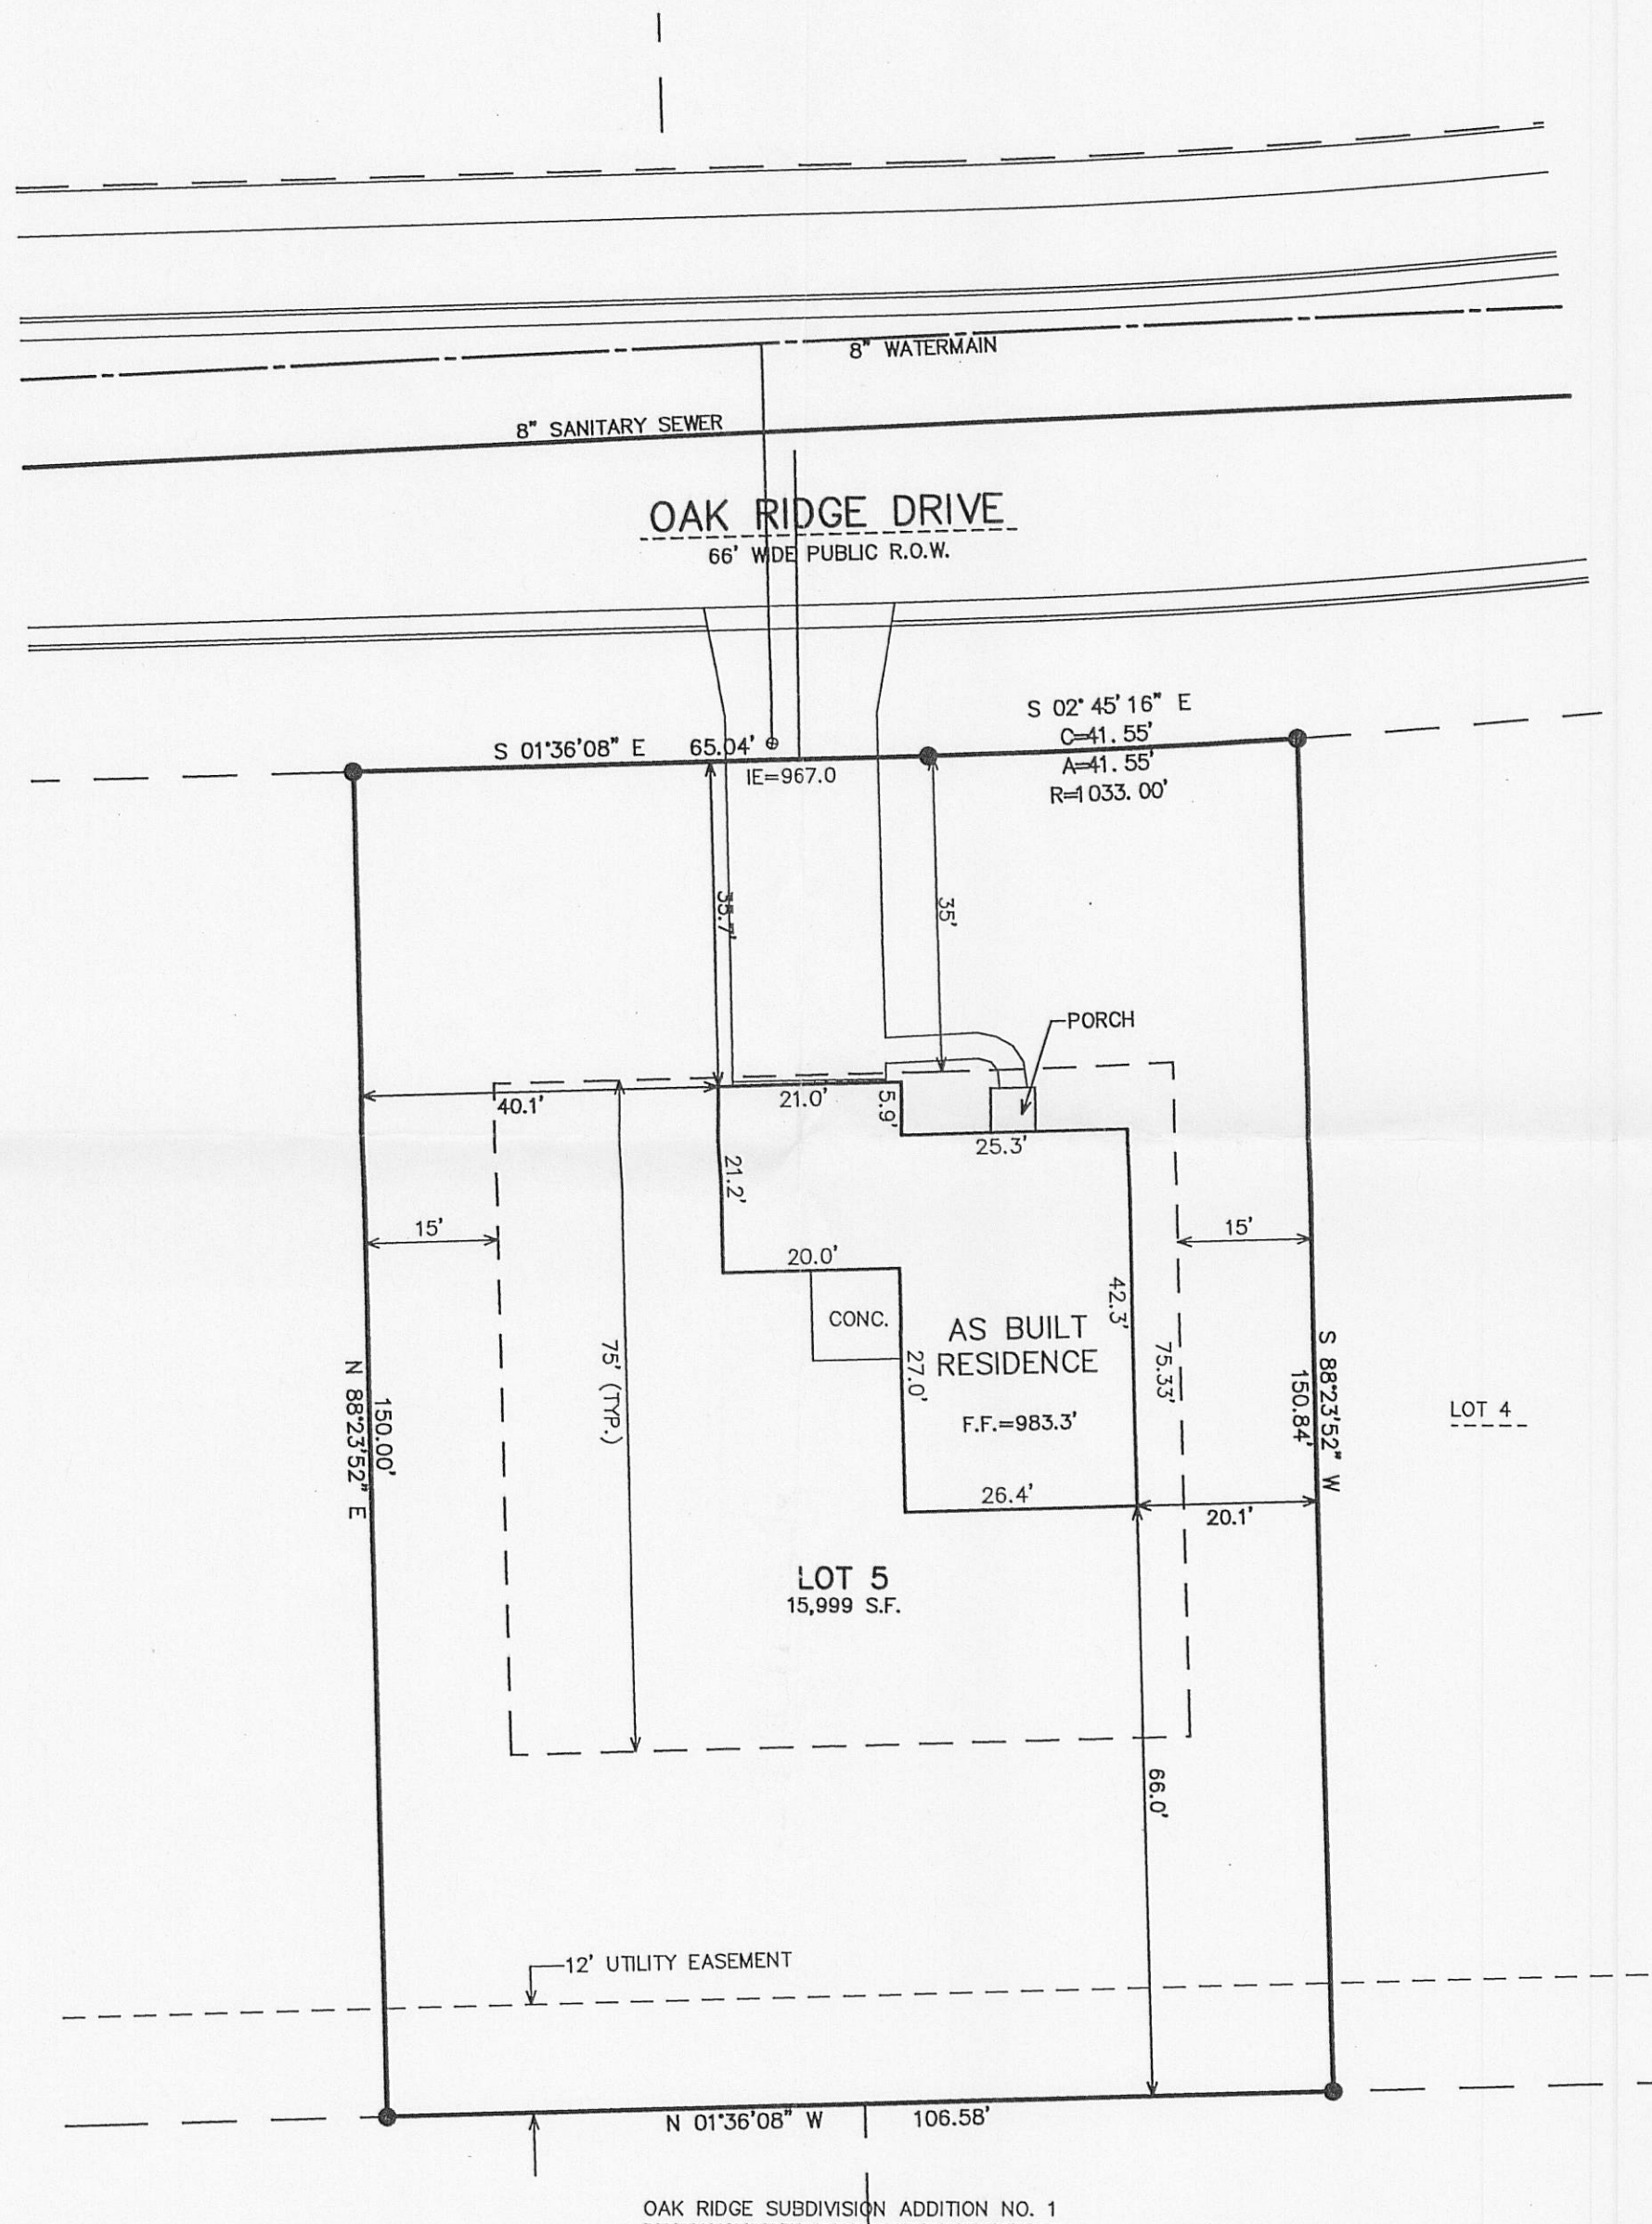 8" WATERMAIN
8" SANITARY SEWER
OAK RIDGE DRIVE
66' WIDE PUBLIC R.O.W.
S 02°45'16" E
C=41.55'
A=41.55'
R=1033.00'
S 01°36'08" E 65.04'
IE=967.0
35.7'
35'
PORCH
40.1'
21.0'
5.9'
25.3'
21.2'
15'
15'
20.0'
CONC.
42.3'
AS BUILT
RESIDENCE
27.0'
F.F.=983.3'
75' (TYP.)
75.33'
N 88°23'52" E
150.00'
S 88°23'52" W
150.84'
LOT 4
26.4'
20.1'
LOT 5
15,999 S.F.
66.0'
12' UTILITY EASEMENT
N 01°36'08" W 106.58'
OAK RIDGE SUBDIVISION ADDITION NO. 1